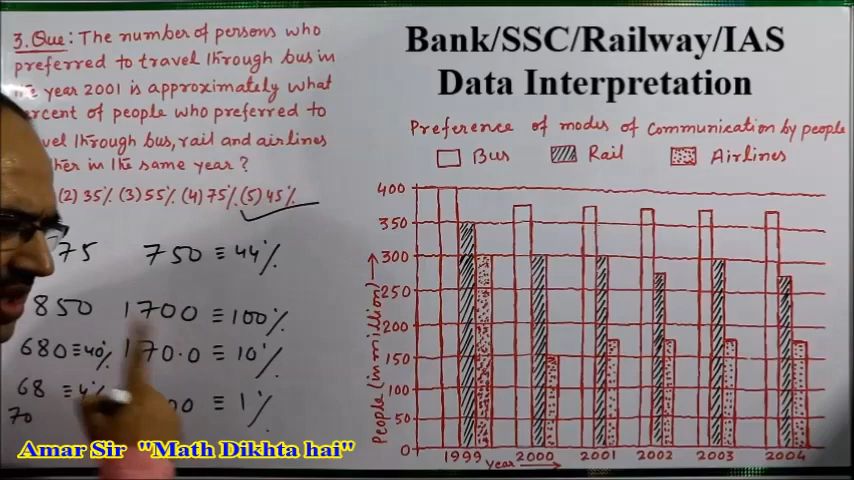 3. Que: The number of persons who
preferred to travel through bus in
the year 2001 is approximately what
percent of people who preferred to
through bus, rail and airlines
in the same year?
(2) 35% (3) 55% (4) 75% (5) 45%
75 750 ≡ 44%
850 1700 ≡ 100%
680 ≡ 40% 170.0 ≡ 10%
68 ≡ 4% 00 ≡ 1%
70
Amar Sir "Math Dikhta hai"
Bank/SSC/Railway/IAS
Data Interpretation
Preference of modes of Communication by people
Bus Rail Airlines
400
350
300
250
200
150
100
50
0
People (in million)
1999 2000 2001 2002 2003 2004
year